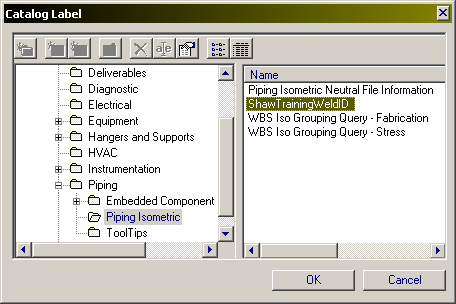 Catalog Label
Deliverables
Diagnostic
Electrical
Equipment
Hangers and Supports
HVAC
Instrumentation
Piping
Embedded Component
Piping Isometric
ToolTips
Name
Piping Isometric Neutral File Information
ShawTrainingWeldID
WBS Iso Grouping Query - Fabrication
WBS Iso Grouping Query - Stress
OK
Cancel